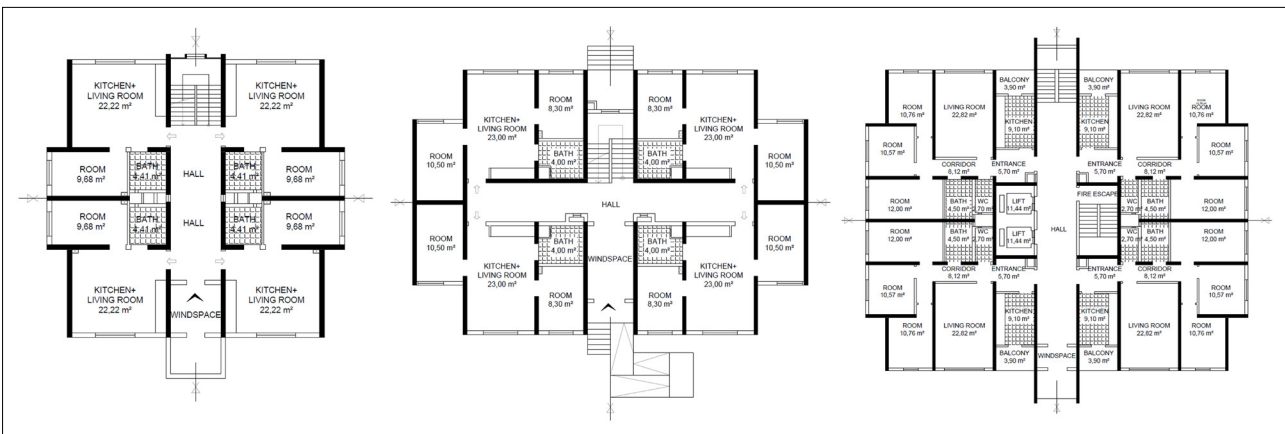 KITCHEN+
LIVING ROOM
22,22 m²
KITCHEN+
LIVING ROOM
22,22 m²
ROOM
9,68 m²
BATH
4,41 m²
HALL
BATH
4,41 m²
ROOM
9,68 m²
ROOM
9,68 m²
BATH
4,41 m²
HALL
BATH
4,41 m²
ROOM
9,68 m²
KITCHEN+
LIVING ROOM
22,22 m²
WINDSPACE
KITCHEN+
LIVING ROOM
22,22 m²
KITCHEN+
LIVING ROOM
23,00 m²
ROOM
8,30 m²
ROOM
8,30 m²
KITCHEN+
LIVING ROOM
23,00 m²
ROOM
10,50 m²
BATH
4,00 m²
BATH
4,00 m²
ROOM
10,50 m²
HALL
ROOM
10,50 m²
BATH
4,00 m²
WINDSPACE
BATH
4,00 m²
ROOM
10,50 m²
KITCHEN+
LIVING ROOM
23,00 m²
ROOM
8,30 m²
ROOM
8,30 m²
KITCHEN+
LIVING ROOM
23,00 m²
BALCONY
3,90 m²
BALCONY
3,90 m²
ROOM
10,76 m²
LIVING ROOM
22,82 m²
KITCHEN
9,10 m²
KITCHEN
9,10 m²
LIVING ROOM
22,82 m²
ROOM
10,76 m²
ROOM
10,57 m²
ROOM
10,57 m²
CORRIDOR
8,12 m²
ENTRANCE
5,70 m²
ENTRANCE
5,70 m²
CORRIDOR
8,12 m²
FIRE ESCAPE
ROOM
12,00 m²
BATH
4,50 m²
WC
2,70 m²
LIFT
11,44 m²
WC
2,70 m²
BATH
4,50 m²
ROOM
12,00 m²
HALL
ROOM
12,00 m²
BATH
4,50 m²
WC
2,70 m²
LIFT
11,44 m²
WC
2,70 m²
BATH
4,50 m²
ROOM
12,00 m²
CORRIDOR
8,12 m²
ENTRANCE
5,70 m²
ENTRANCE
5,70 m²
CORRIDOR
8,12 m²
ROOM
10,57 m²
ROOM
10,57 m²
KITCHEN
9,10 m²
KITCHEN
9,10 m²
ROOM
10,76 m²
LIVING ROOM
22,82 m²
LIVING ROOM
22,82 m²
ROOM
10,76 m²
BALCONY
3,90 m²
WINDSPACE
BALCONY
3,90 m²